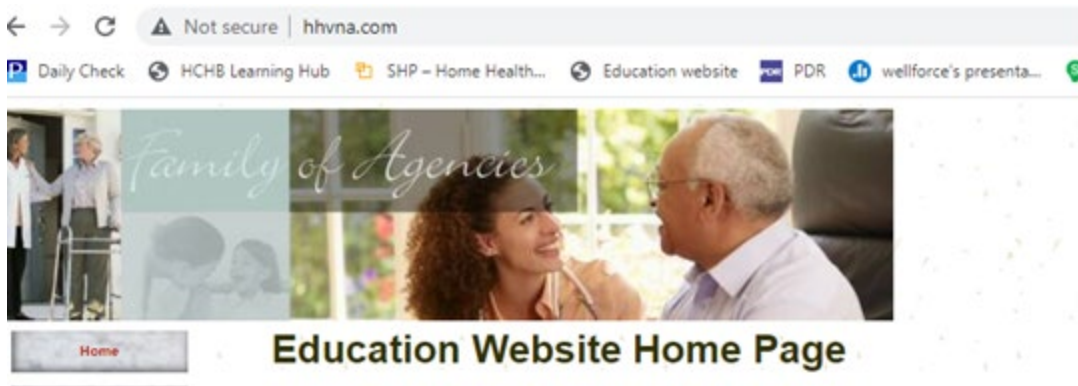 Not secure | hhvna.com
Daily Check HCHB Learning Hub SHP – Home Health... Education website PDR PDR wellforce's presenta... S
Family of Agencies
Home Education Website Home Page